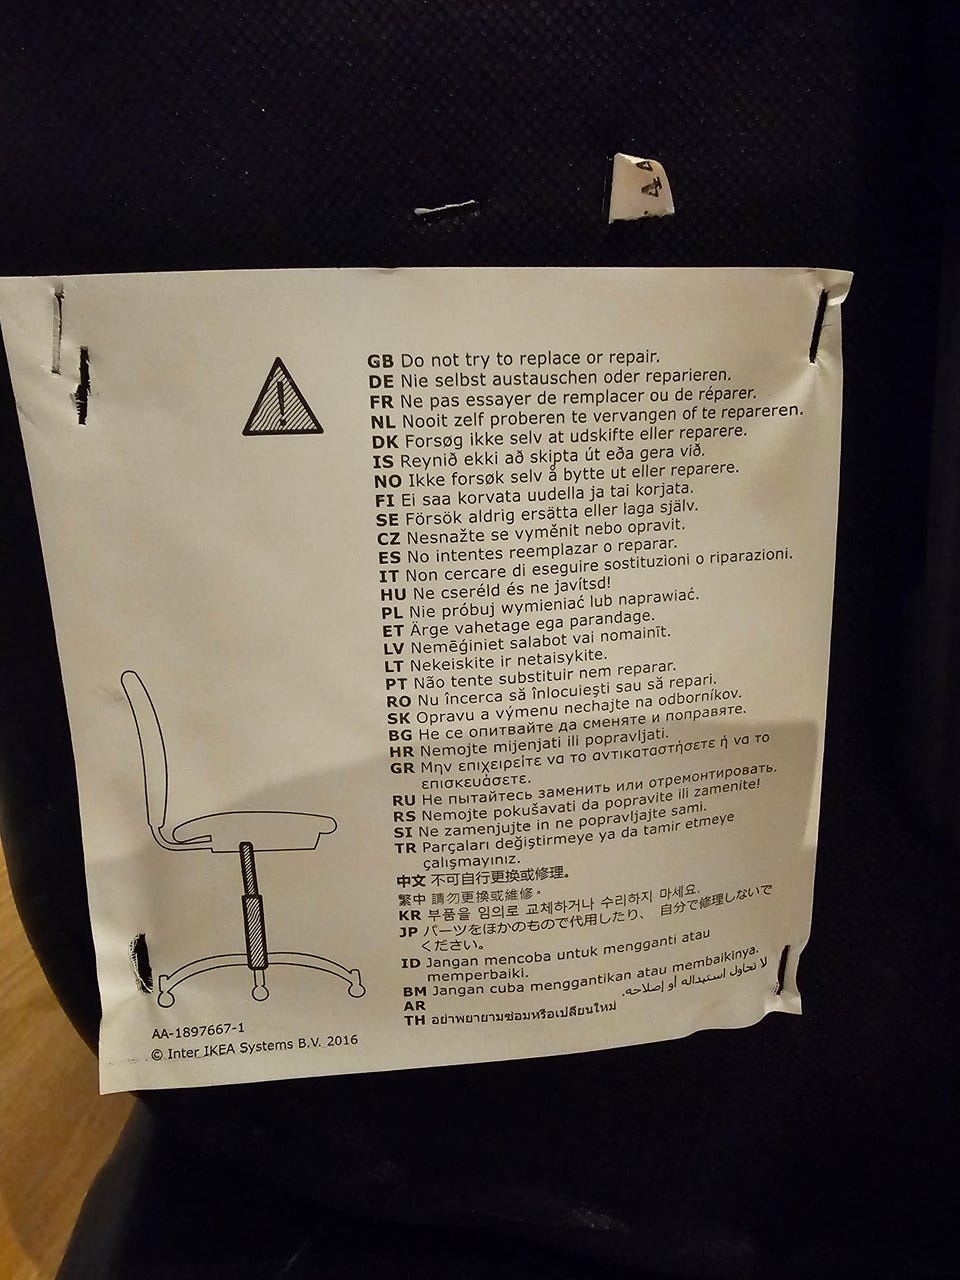 44
GB Do not try to replace or repair.
DE Nie selbst austauschen oder reparieren.
FR Ne pas essayer de remplacer ou de réparer.
NL Nooit zelf proberen te vervangen of te repareren.
DK Forsøg ikke selv at udskifte eller reparere.
IS Reynið ekki að skipta út eða gera við.
NO Ikke forsøk selv å bytte ut eller reparere.
FI Ei saa korvata uudella ja tai korjata.
SE Försök aldrig ersätta eller laga själv.
CZ Nesnažte se vyměnit nebo opravit.
ES No intentes reemplazar o reparar.
IT Non cercare di eseguire sostituzioni o riparazioni.
HU Ne cseréld és ne javítsd!
PL Nie próbuj wymieniać lub naprawiać.
ET Ärge vahetage ega parandage.
LV Nemēģiniet salabot vai nomainīt.
LT Nekeiskite ir netaisykite.
PT Não tente substituir nem reparar.
RO Nu încerca să înlocuieşti sau să repari.
SK Opravu a výmenu nechajte na odborníkov.
BG Не се опитвайте да сменяте и поправяте.
HR Nemojte mijenjati ili popravljati.
GR Μην επιχειρείτε να το αντικαταστήσετε ή να το
επισκευάσετε.
RU Не пытайтесь заменить или отремонтировать.
RS Nemojte pokušavati da popravite ili zamenite!
SI Ne zamenjujte in ne popravljajte sami.
TR Parçaları değiştirmeye ya da tamir etmeye
çalışmayınız.
中文 不可自行更换或修理。
繁中 請勿更換或維修。
KR 부품을 임의로 교체하거나 수리하지 마세요.
JP パーツをほかのもので代用したり、 自分で修理しないで
ください。
ID Jangan mencoba untuk mengganti atau
memperbaiki.
BM Jangan cuba menggantikan atau membaikinya.
AR لا تحاول استبداله أو إصلاحه.
TH อย่าพยายามซ่อมหรือเปลี่ยนใหม่
AA-1897667-1
© Inter IKEA Systems B.V. 2016